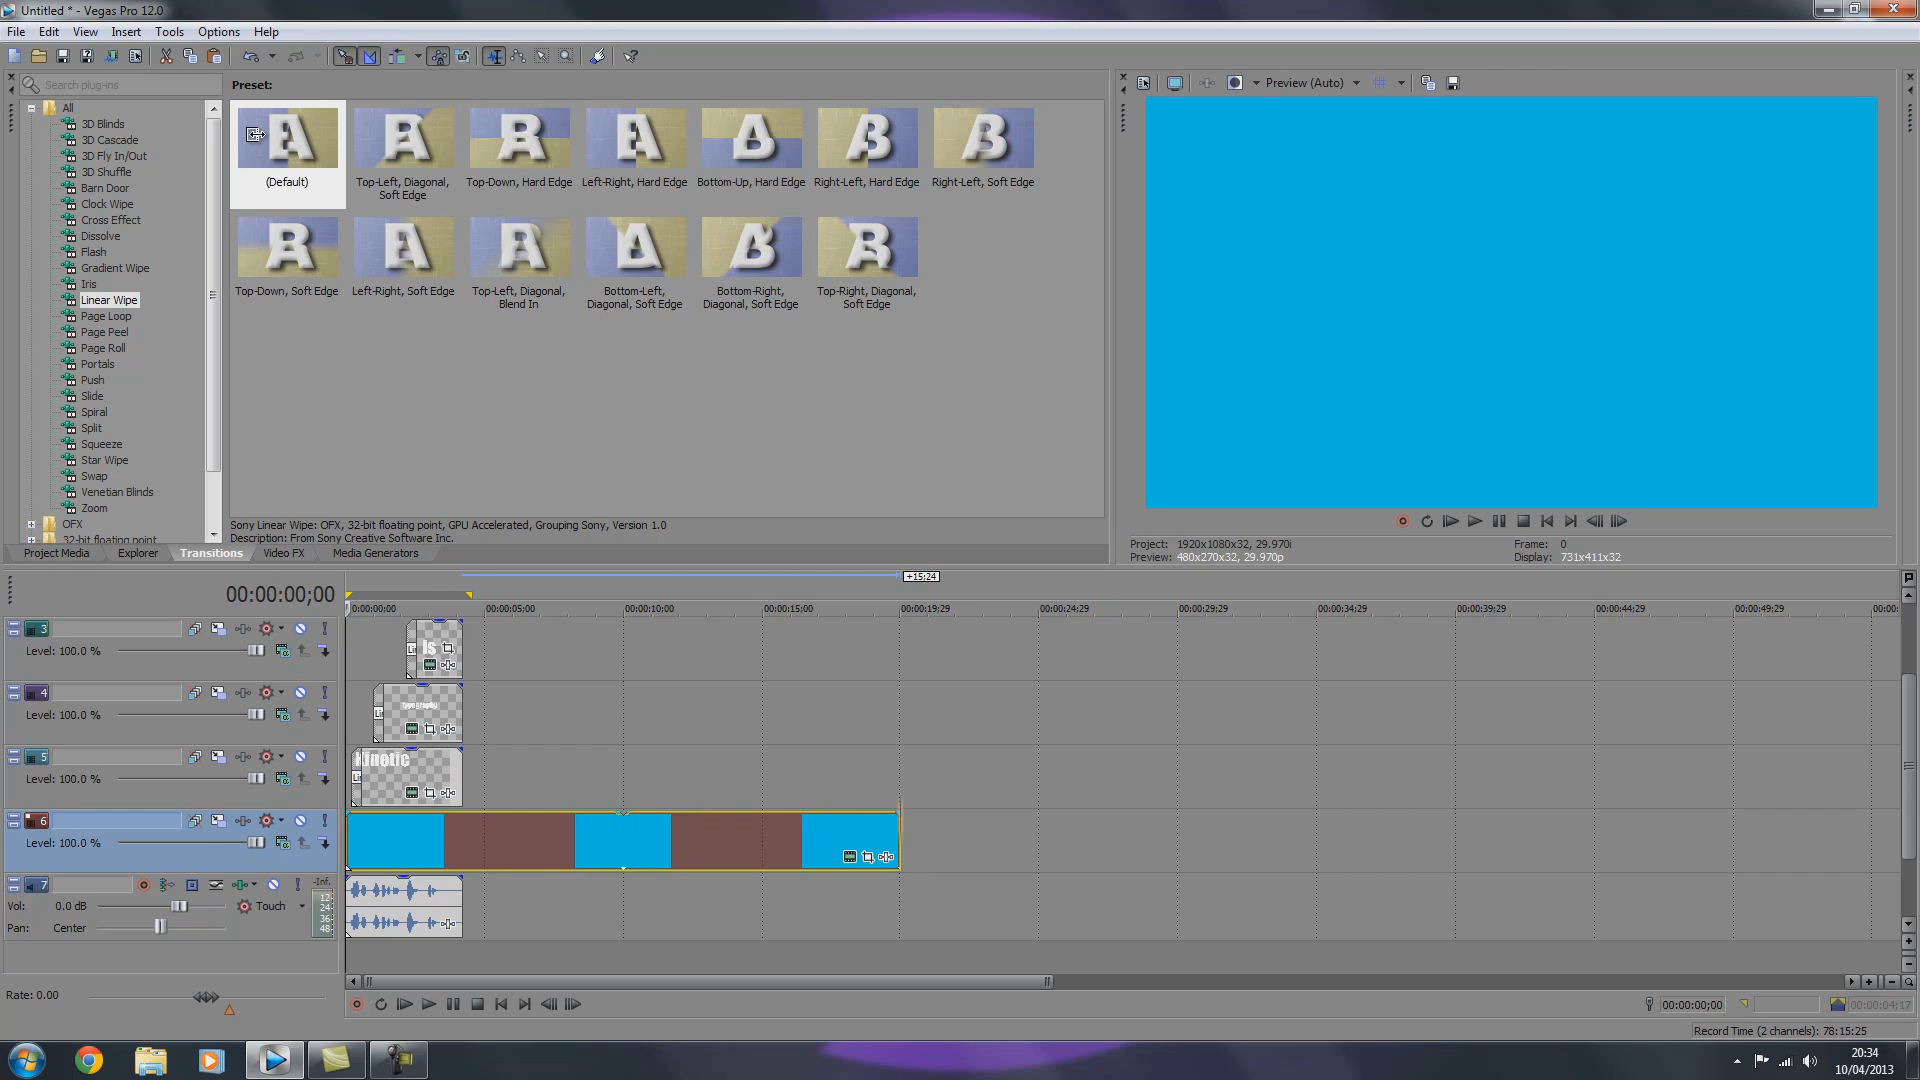 Untitled * - Vegas Pro 12.0
File Edit View Insert Tools Options Help
Search plug-ins
Preset:
Preview (Auto)
All
3D Blinds
3D Cascade
3D Fly In/Out
3D Shuffle
Barn Door
Clock Wipe
Cross Effect
Dissolve
Flash
Gradient Wipe
Iris
Linear Wipe
Page Loop
Page Peel
Page Roll
Portals
Push
Slide
Spiral
Split
Squeeze
Star Wipe
Swap
Venetian Blinds
Zoom
OFX
32-bit floating point
(Default)
Top-Left, Diagonal,
Soft Edge
Top-Down, Hard Edge
Left-Right, Hard Edge
Bottom-Up, Hard Edge
Right-Left, Hard Edge
Right-Left, Soft Edge
Top-Down, Soft Edge
Left-Right, Soft Edge
Top-Left, Diagonal,
Blend In
Bottom-Left,
Diagonal, Soft Edge
Bottom-Right,
Diagonal, Soft Edge
Top-Right, Diagonal,
Soft Edge
Sony Linear Wipe: OFX, 32-bit floating point, GPU Accelerated, Grouping Sony, Version 1.0
Description: From Sony Creative Software Inc.
Project Media Explorer Transitions Video FX Media Generators
Project: 1920x1080x32, 29.970i
Preview: 480x270x32, 29.970p
Frame: 0
Display: 731x411x32
00:00:00;00
+15:24
0:00:00:00 00:00:05:00 00:00:10:00 00:00:15:00 00:00:19:29 00:00:24:29 00:00:29:29 00:00:34:29 00:00:39:29 00:00:44:29 00:00:49:29 00:00:
3
Level: 100.0 %
Is
4
Level: 100.0 %
Typography
5
Level: 100.0 %
Kinetic
6
Level: 100.0 %
7
Vol: 0.0 dB
Touch
Pan: Center
-Inf.
12
24
36
48
Rate: 0.00
00:00:00;00
00:00:04;17
Record Time (2 channels): 78:15:25
20:34
10/04/2013